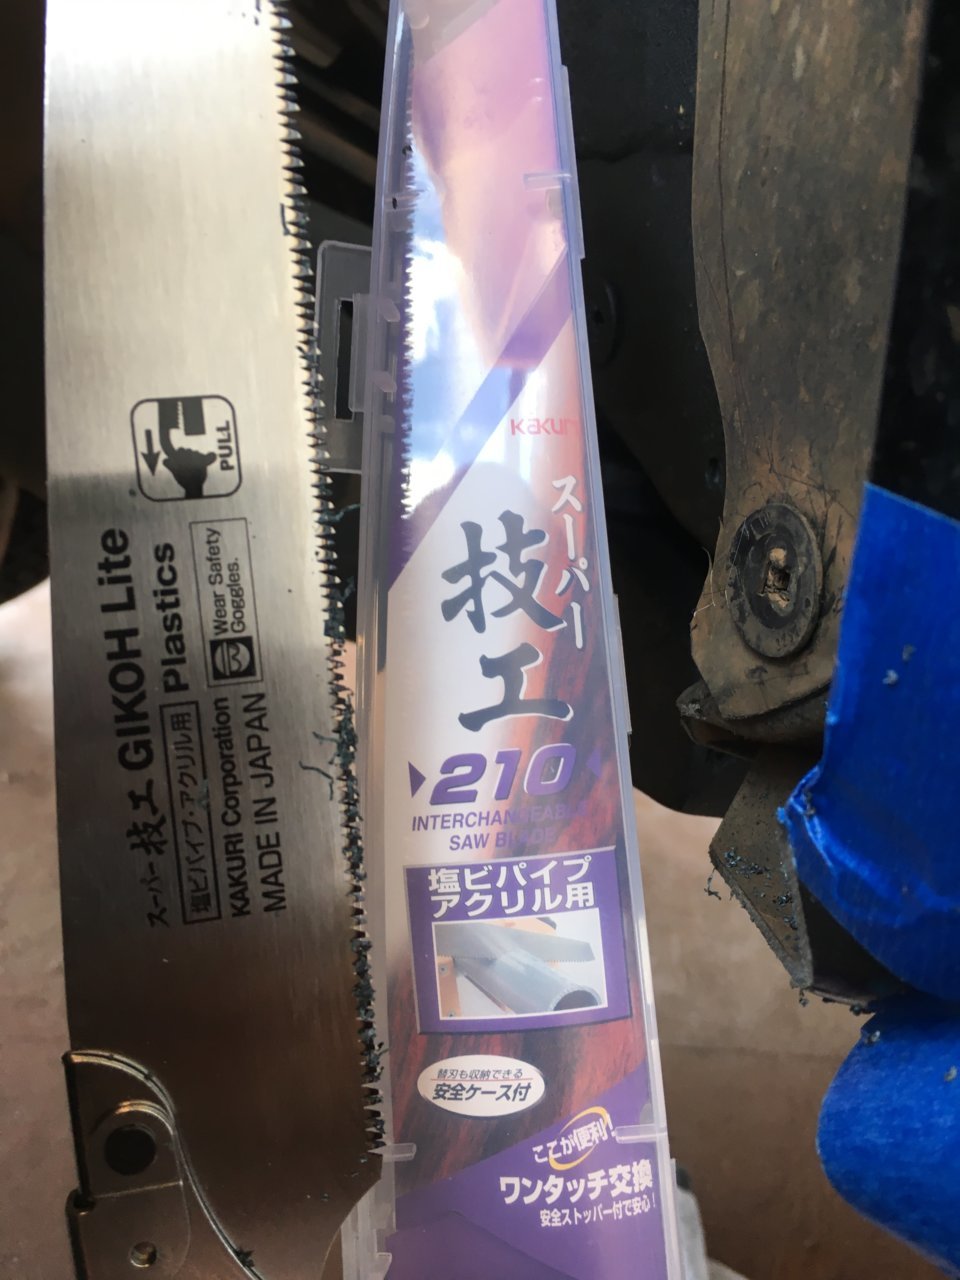 PULL
スーパー 技工 GIKOH Lite
塩ビパイプ・アクリル用 Plastics
KAKURI Corporation
Wear Safety
Goggles.
MADE IN JAPAN
KAKURI
スーパー
技工
210
INTERCHANGEABLE
SAW BLADE
塩ビパイプ
アクリル用
替刃も収納できる
安全ケース付
ここが便利!
ワンタッチ交換
安全ストッパー付で安心!